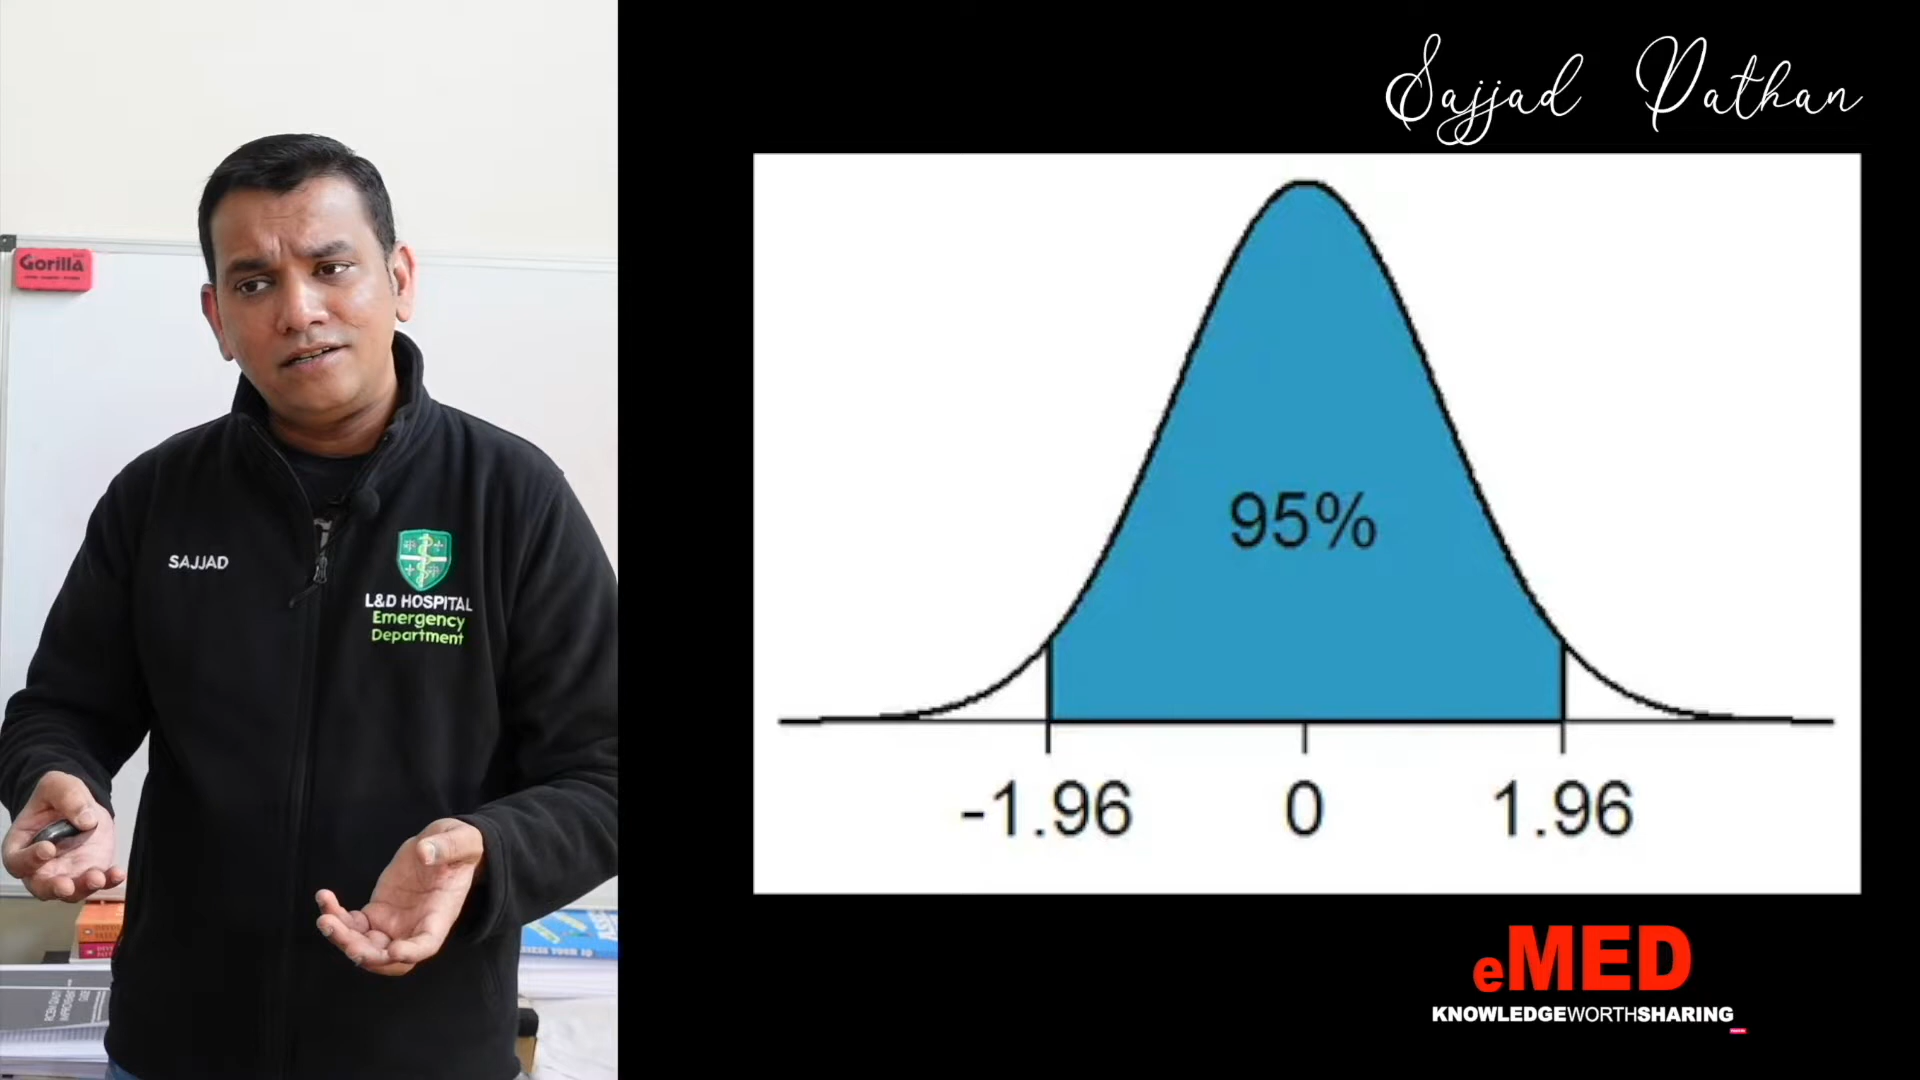 Sajjad Pathan
Gorilla
SAJJAD
L&D HOSPITAL
Emergency
Department
95%
-1.96 0 1.96
eMED
KNOWLEDGEWORTHSHARING